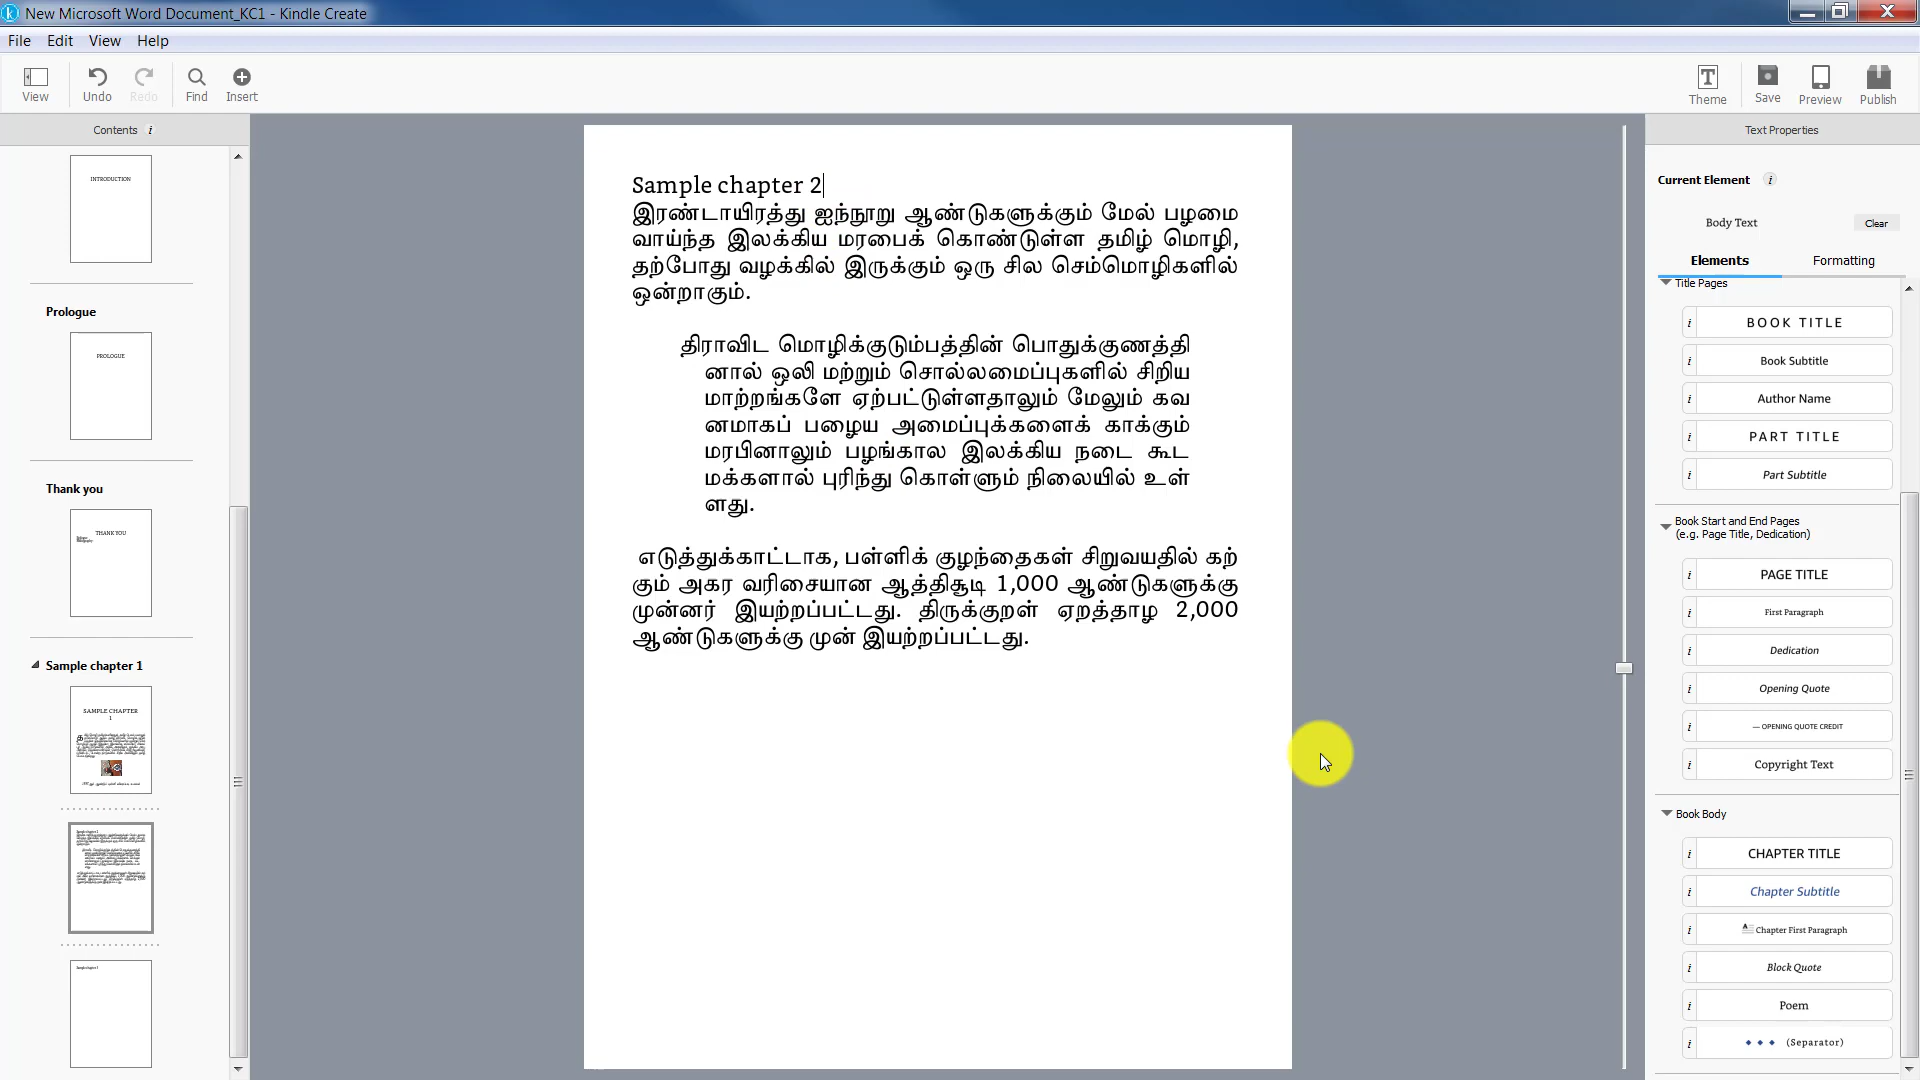 New Microsoft Word Document_KC1 - Kindle Create
File Edit View Help
View Undo Redo Find Insert Theme Save Preview Publish
Contents i
INTRODUCTION
Prologue
PROLOGUE
Thank you
THANK YOU
Sample chapter 1
SAMPLE CHAPTER
1
Sample chapter 2
இரண்டாயிரத்து ஐந்நூறு ஆண்டுகளுக்கும் மேல் பழமை
வாய்ந்த இலக்கிய மரபைக் கொண்டுள்ள தமிழ் மொழி,
தற்போது வழக்கில் இருக்கும் ஒரு சில செம்மொழிகளில்
ஒன்றாகும்.
திராவிட மொழிக்குடும்பத்தின் பொதுக்குணத்தி
னால் ஒலி மற்றும் சொல்லமைப்புகளில் சிறிய
மாற்றங்களே ஏற்பட்டுள்ளதாலும் மேலும் கவ
னமாகப் பழைய அமைப்புக்களைக் காக்கும்
மரபினாலும் பழங்கால இலக்கிய நடை கூட
மக்களால் புரிந்து கொள்ளும் நிலையில் உள்
ளது.
எடுத்துக்காட்டாக, பள்ளிக் குழந்தைகள் சிறுவயதில் கற்
கும் அகர வரிசையான ஆத்திசூடி 1,000 ஆண்டுகளுக்கு
முன்னர் இயற்றப்பட்டது. திருக்குறள் ஏறத்தாழ 2,000
ஆண்டுகளுக்கு முன் இயற்றப்பட்டது.
Text Properties
Current Element i
Body Text Clear
Elements Formatting
Title Pages
i BOOK TITLE
i Book Subtitle
i Author Name
i PART TITLE
i Part Subtitle
Book Start and End Pages
(e.g. Page Title, Dedication)
i PAGE TITLE
i First Paragraph
i Dedication
i Opening Quote
i — OPENING QUOTE CREDIT
i Copyright Text
Book Body
i CHAPTER TITLE
i Chapter Subtitle
i Chapter First Paragraph
i Block Quote
i Poem
i (Separator)